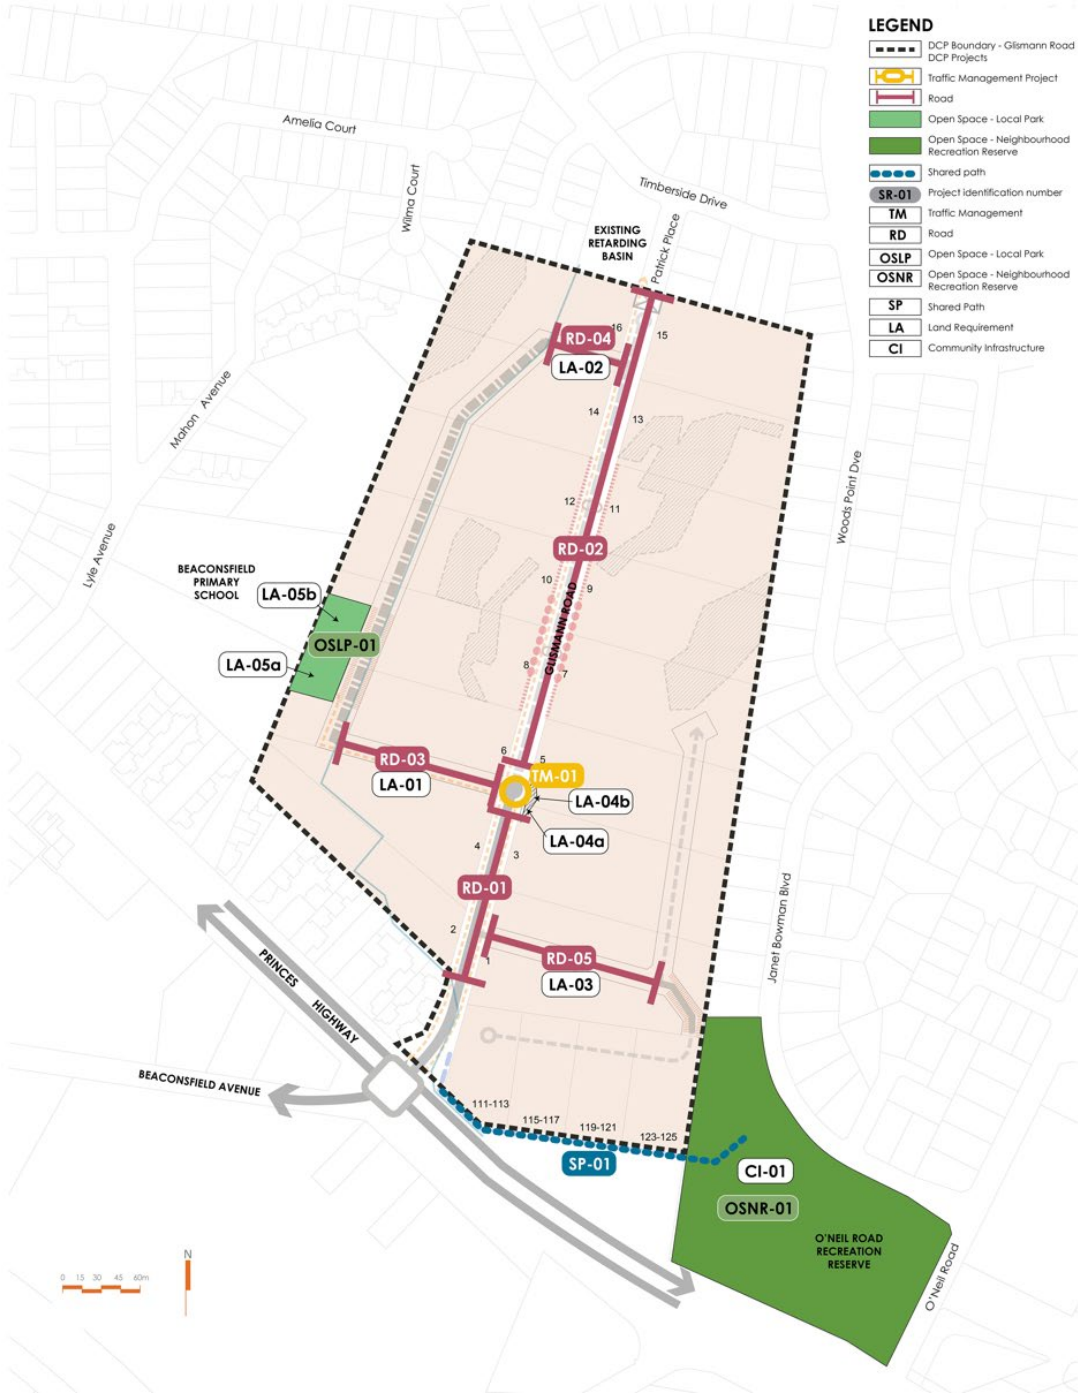 LEGEND
DCP Boundary - Glismann Road
DCP Projects
Traffic Management Project
Road
Open Space - Local Park
Open Space - Neighbourhood
Recreation Reserve
Shared path
SR-01 Project identification number
TM Traffic Management
RD Road
OSLP Open Space - Local Park
OSNR Open Space - Neighbourhood
Recreation Reserve
SP Shared Path
LA Land Requirement
CI Community Infrastructure
Amelia Court
Wilma Court
Timberside Drive
Patrick Place
EXISTING
RETARDING
BASIN
16
15
RD-04
LA-02
14
13
Mahon Avenue
Woods Point Dve
12
11
RD-02
Lyle Avenue
BEACONSFIELD
PRIMARY
SCHOOL
LA-05b
10
9
GLISMANN ROAD
OSLP-01
LA-05a
8
7
6
5
RD-03
LA-01
TM-01
LA-04b
LA-04a
4
3
RD-01
2
1
RD-05
LA-03
Janet Bowman Blvd
PRINCES
HIGHWAY
BEACONSFIELD AVENUE
111-113
115-117
119-121
123-125
SP-01
CI-01
OSNR-01
O'NEIL ROAD
RECREATION
RESERVE
O'Neil Road
N
0 15 30 45 60m